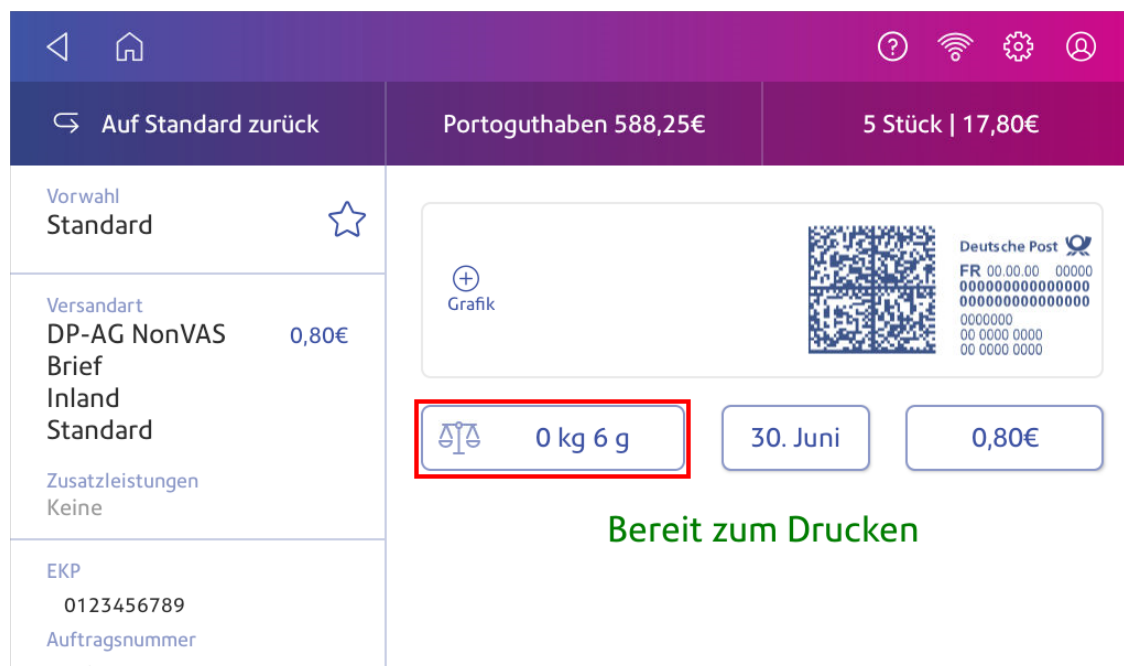 Auf Standard zurück
Portoguthaben 588,25€
5 Stück | 17,80€
Vorwahl
Standard
Versandart
DP-AG NonVAS 0,80€
Brief
Inland
Standard
Zusatzleistungen
Keine
EKP
0123456789
Auftragsnummer
Grafik
Deutsche Post
FR 00.00.00 00000
000000000000000
000000000000000
0000000
00 0000 0000
00 0000 0000
0 kg 6 g
30. Juni
0,80€
Bereit zum Drucken